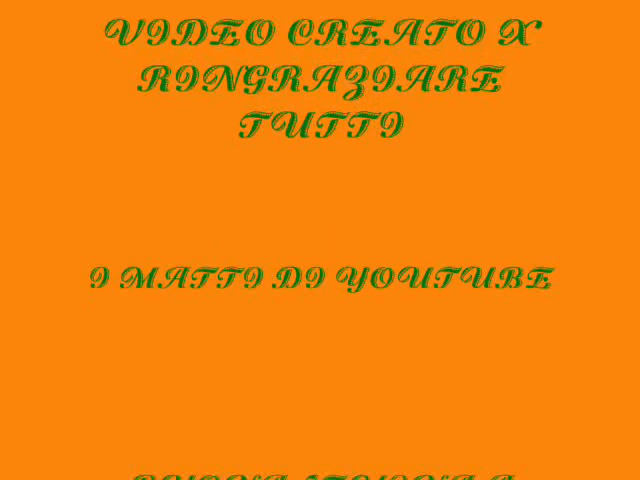 VIDEO CREATO X
RINGRAZIARE
TUTTI
I MATTI DI YOUTUBE